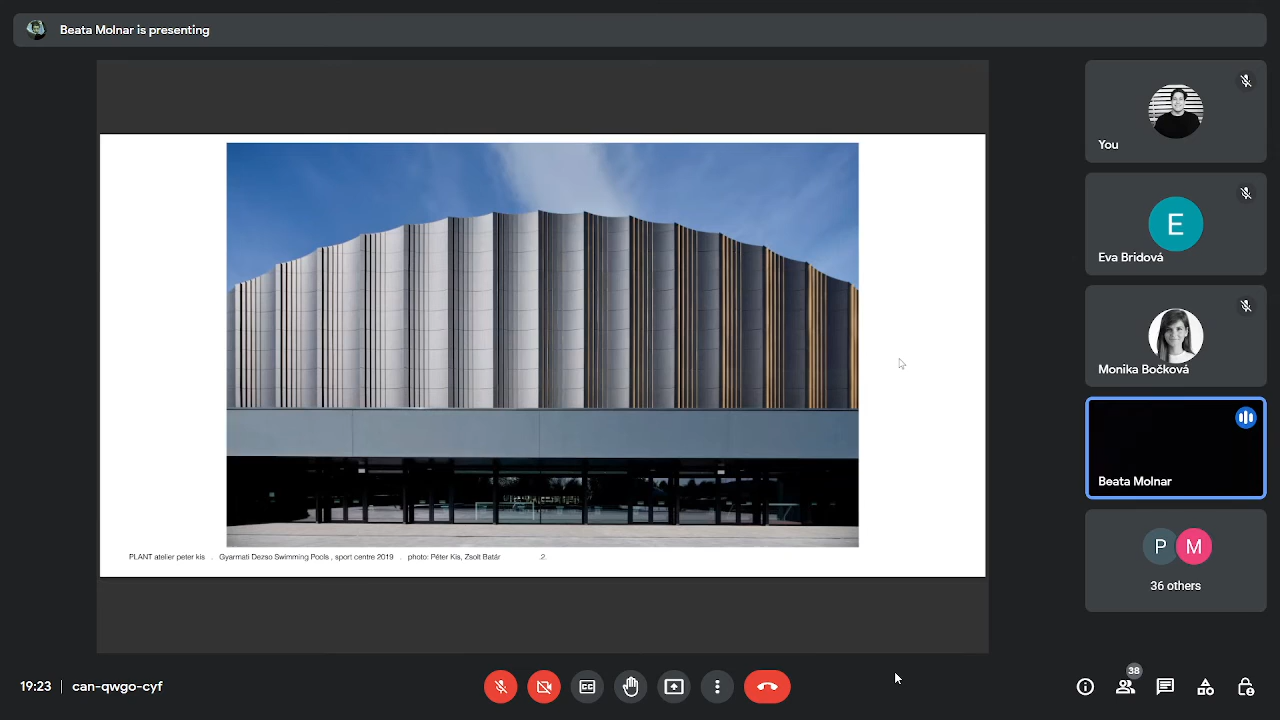 Beata Molnar is presenting
You
E
Eva Bridová
Monika Bočková
Beata Molnar
P M
36 others
PLANT atelier peter kis . Gyarmati Dezso Swimming Pools , sport centre 2019 . photo: Péter Kis, Zsolt Batár .2.
19:23 | can-qwgo-cyf
38